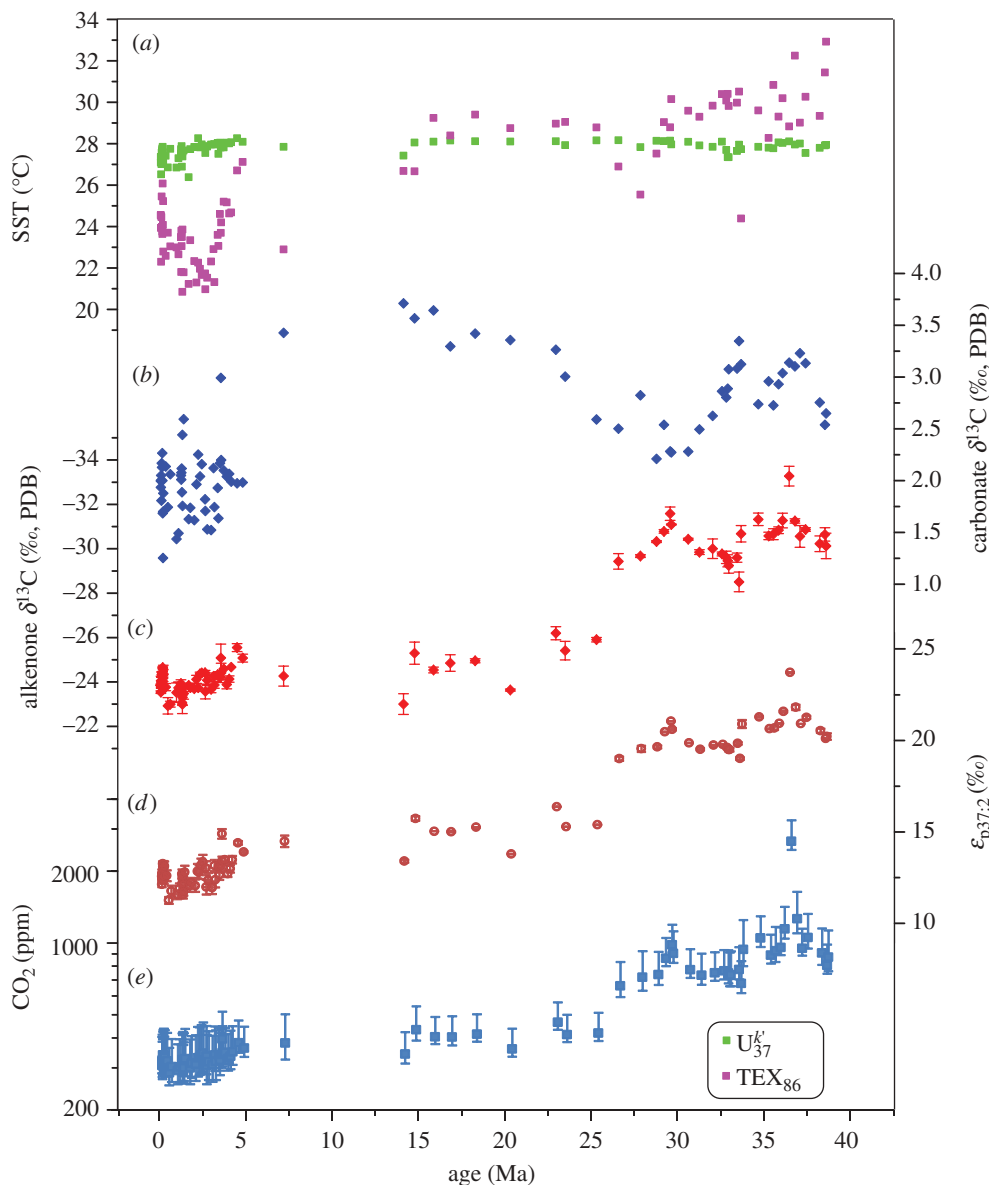 (a)
34
32
30
28
26
24
22
20
SST (°C)
4.0
3.5
3.0
2.5
2.0
1.5
1.0
carbonate δ¹³C (‰, PDB)
(b)
−34
−32
−30
−28
−26
−24
−22
alkenone δ¹³C (‰, PDB)
(c)
25
20
15
10
εp37:2 (‰)
(d)
2000
1000
200
CO₂ (ppm)
(e)
U37^k'
TEX₈₆
0 5 10 15 20 25 30 35 40
age (Ma)